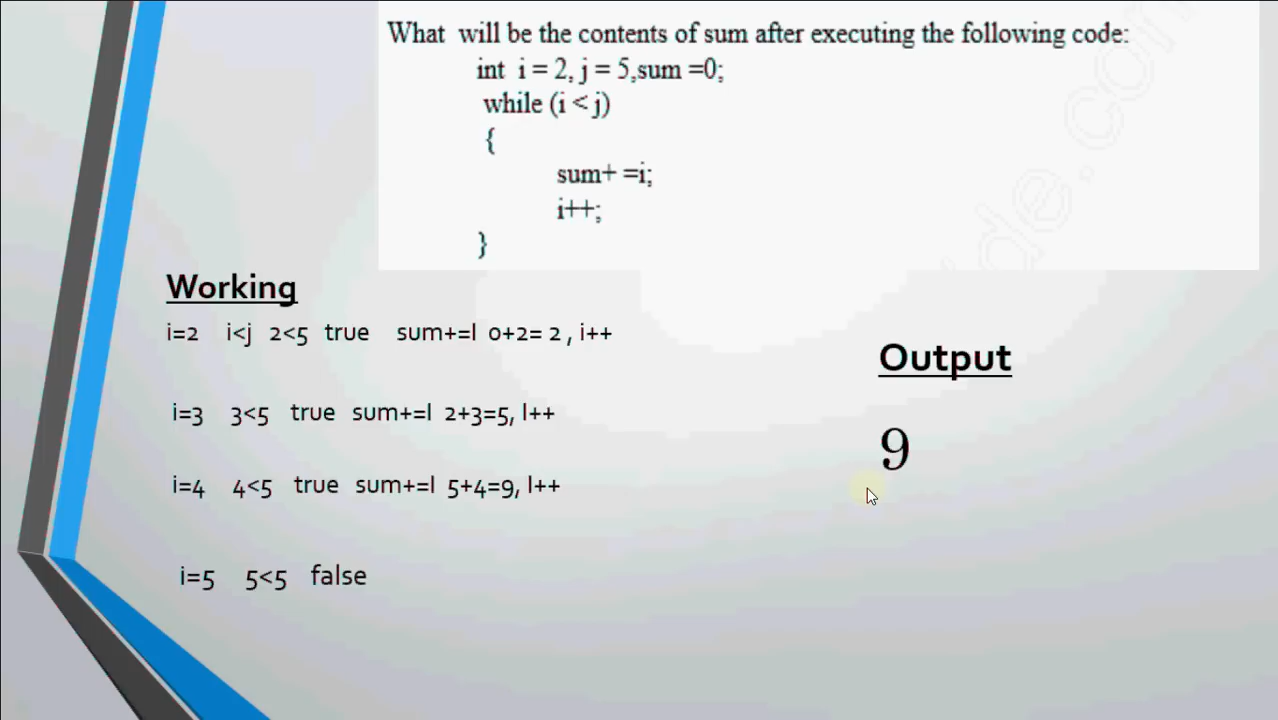 What will be the contents of sum after executing the following code:
int i = 2, j = 5,sum =0;
while (i < j)
{
sum+ =i;
i++;
}
Working
i=2 i<j 2<5 true sum+=I 0+2= 2 , i++
i=3 3<5 true sum+=I 2+3=5, I++
i=4 4<5 true sum+=I 5+4=9, I++
i=5 5<5 false
Output
9